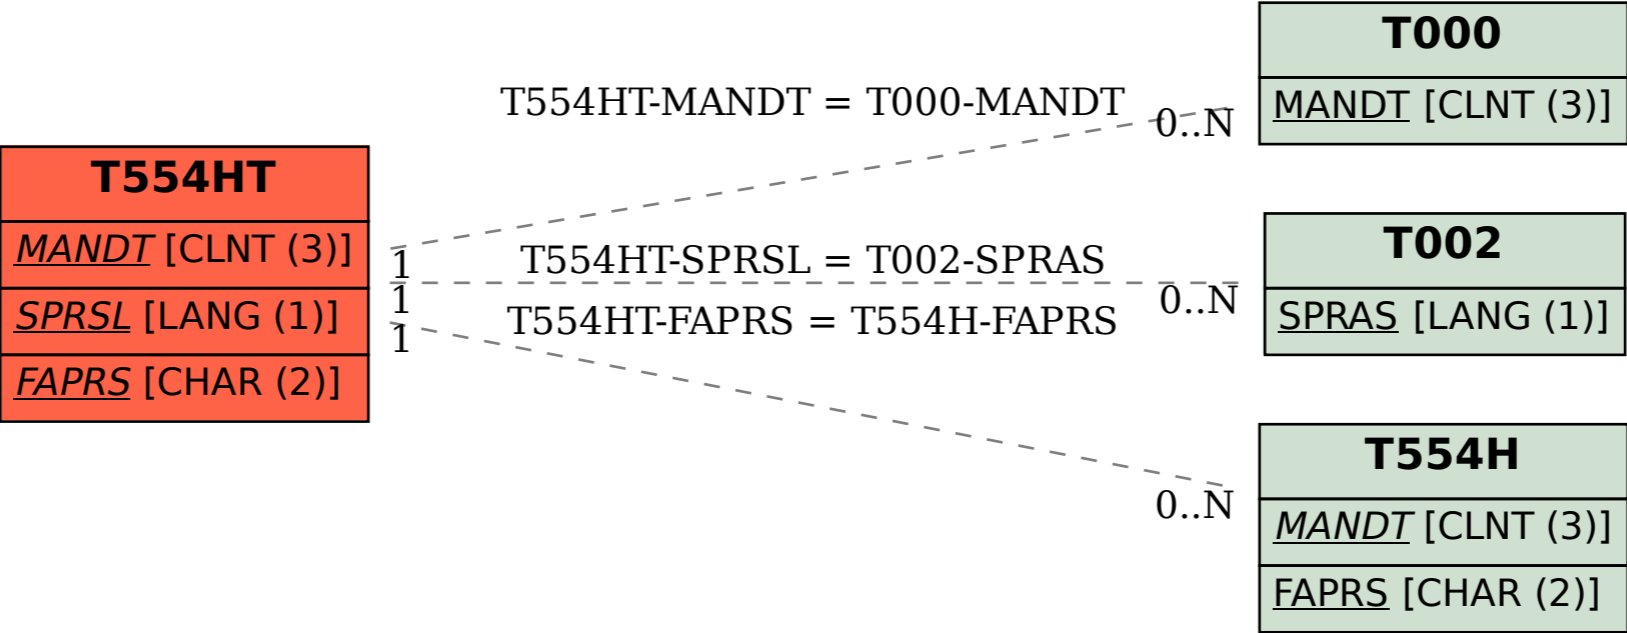 T554HT
MANDT [CLNT (3)]
SPRSL [LANG (1)]
FAPRS [CHAR (2)]
T554HT-MANDT = T000-MANDT
0..N
1
T554HT-SPRSL = T002-SPRAS
0..N
1
T554HT-FAPRS = T554H-FAPRS
0..N
1
T000
MANDT [CLNT (3)]
T002
SPRAS [LANG (1)]
T554H
MANDT [CLNT (3)]
FAPRS [CHAR (2)]